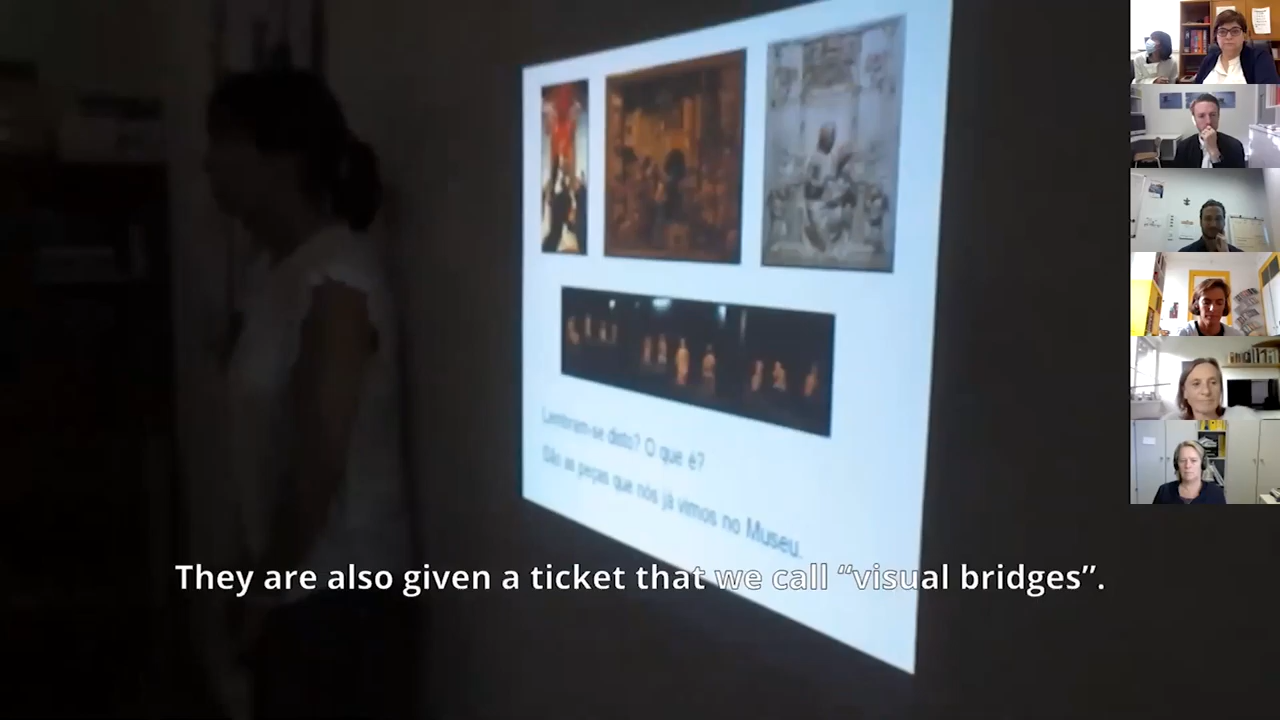 Lembram-se disto? O que é?
São as peças que nós já vimos no Museu.
They are also given a ticket that we call “visual bridges”.